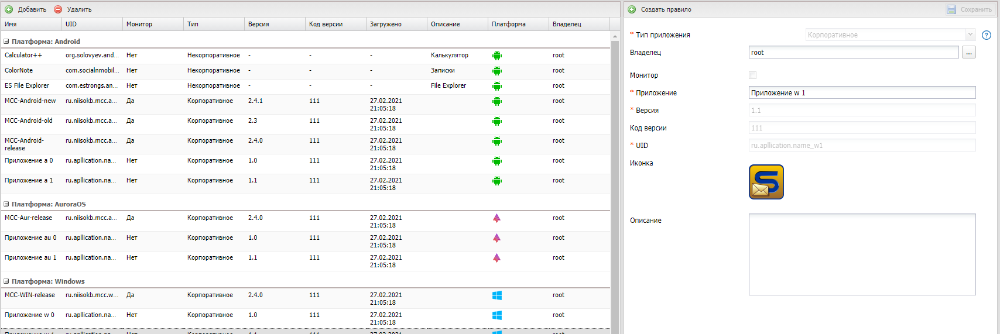 Добавить Удалить
Имя UID Монитор Тип Версия Код версии Загружено Описание Платформа Владелец
Платформа: Android
Calculator++ org.solovyev.and... Нет Некорпоративное - - - Калькулятор root
ColorNote com.socialnmobil... Нет Некорпоративное - - - Записки root
ES File Explorer com.estrongs.an... Нет Некорпоративное - - - File Explorer root
MCC-Android-new ru.niisokb.mcc.a... Да Корпоративное 2.4.1 111 27.02.2021 root
21:05:18
MCC-Android-old ru.niisokb.mcc.a... Да Корпоративное 2.3 111 27.02.2021 root
21:05:18
MCC-Android- ru.niisokb.mcc.a... Да Корпоративное 2.4.0 111 27.02.2021 root
release 21:05:18
Приложение a 0 ru.apllication.na... Нет Корпоративное 1.0 111 27.02.2021 root
21:05:18
Приложение a 1 ru.apllication.na... Нет Корпоративное 1.1 111 27.02.2021 root
21:05:18
Платформа: AuroraOS
MCC-Aur-release ru.niisokb.mcc.a... Да Корпоративное 2.4.0 111 27.02.2021 root
21:05:18
Приложение au 0 ru.apllication.na... Нет Корпоративное 1.0 111 27.02.2021 root
21:05:18
Приложение au 1 ru.apllication.na... Нет Корпоративное 1.1 111 27.02.2021 root
21:05:18
Платформа: Windows
MCC-WIN-release ru.niisokb.mcc.w... Да Корпоративное 2.4.0 111 27.02.2021 root
21:05:18
Приложение w 0 ru.apllication.na... Нет Корпоративное 1.0 111 27.02.2021 root
21:05:18
Создать правило Сохранить
* Тип приложения Корпоративное ?
Владелец root ...
Монитор
* Приложение Приложение w 1
* Версия 1.1
Код версии 111
* UID ru.apllication.name_w1
Иконка
S
Описание